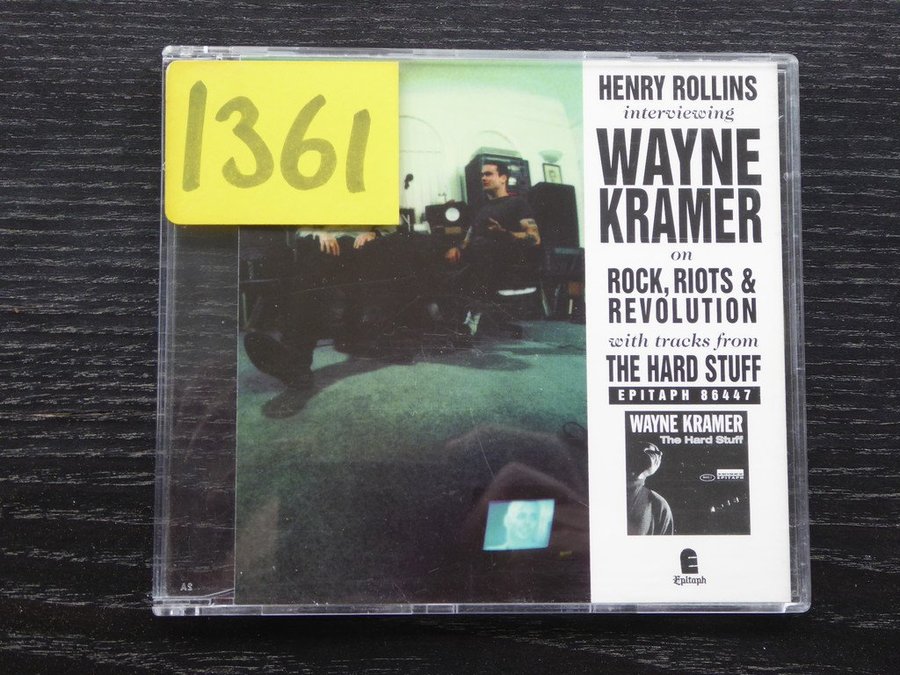 1361
HENRY ROLLINS
interviewing
WAYNE
KRAMER
on
ROCK, RIOTS &
REVOLUTION
with tracks from
THE HARD STUFF
EPITAPH 86447
WAYNE KRAMER
The Hard Stuff
EPITAPH
Epitaph